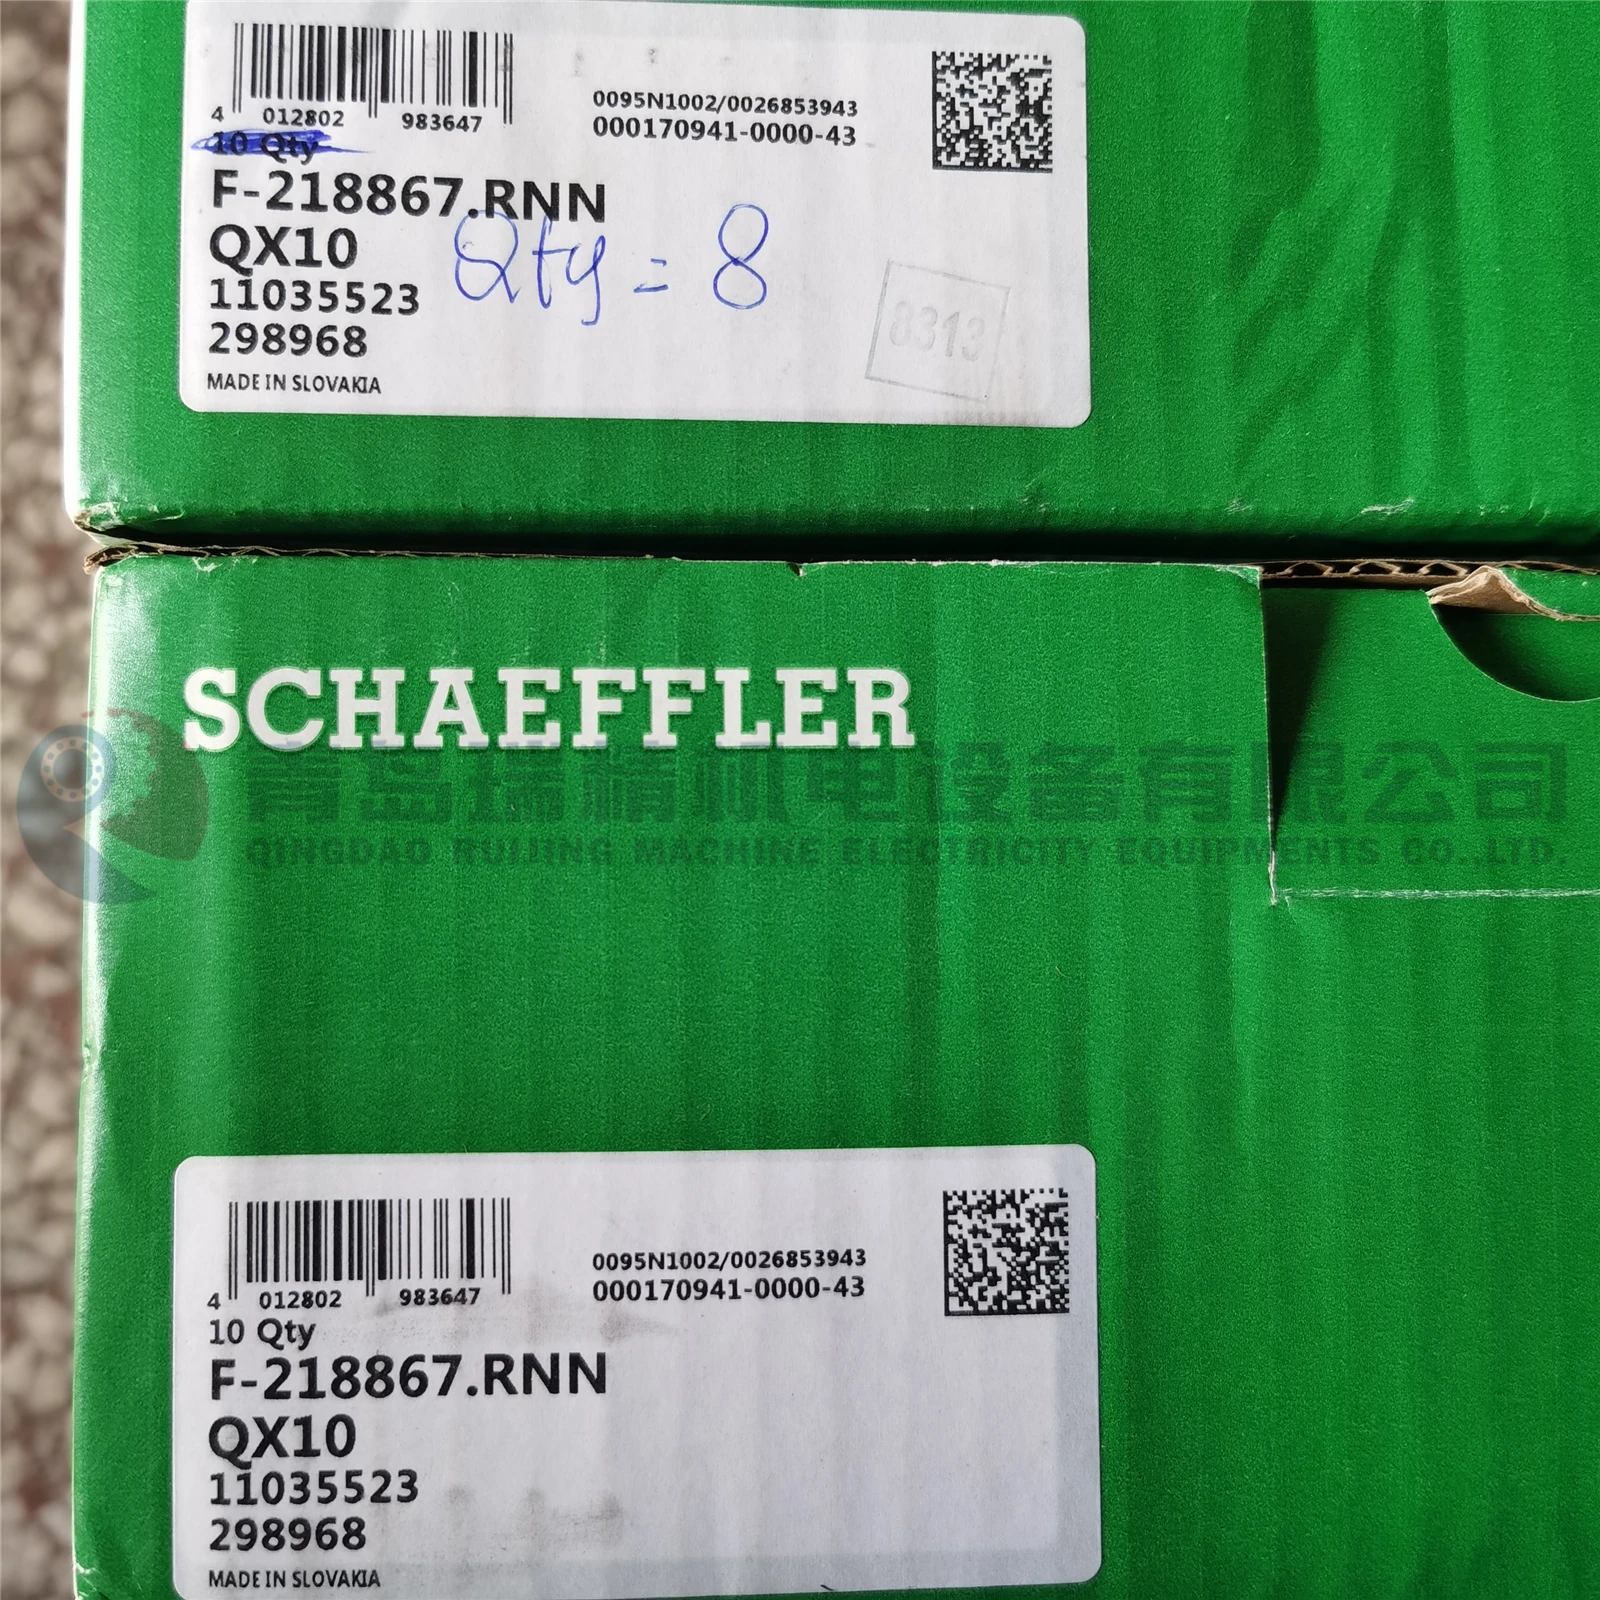 4 012802 983647
0095N1002/0026853943
000170941-0000-43
10 Qty
F-218867.RNN
QX10
Qty = 8
11035523
298968
8313
MADE IN SLOVAKIA
SCHAEFFLER
青岛瑞精机电设备有限公司
QINGDAO RUIJING MACHINE ELECTRICITY EQUIPMENTS CO.,LTD.
4 012802 983647
0095N1002/0026853943
000170941-0000-43
10 Qty
F-218867.RNN
QX10
11035523
298968
MADE IN SLOVAKIA